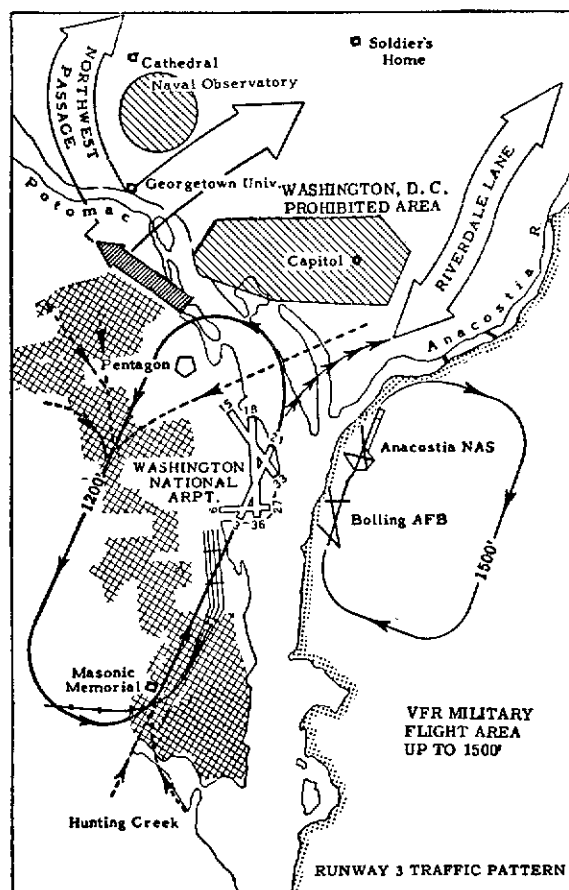 Soldier's
Home
Cathedral
Naval Observatory
NORTHWEST
PASSAGE
Georgetown Univ.
Potomac
WASHINGTON, D.C.
PROHIBITED AREA
Capitol
RIVERDALE LANE
Anacostia R.
Pentagon
15
18
21
33
WASHINGTON
NATIONAL
ARPT.
Anacostia NAS
Bolling AFB
1200'
1500'
3
36
27
Masonic
Memorial
VFR MILITARY
FLIGHT AREA
UP TO 1500'
Hunting Creek
RUNWAY 3 TRAFFIC PATTERN